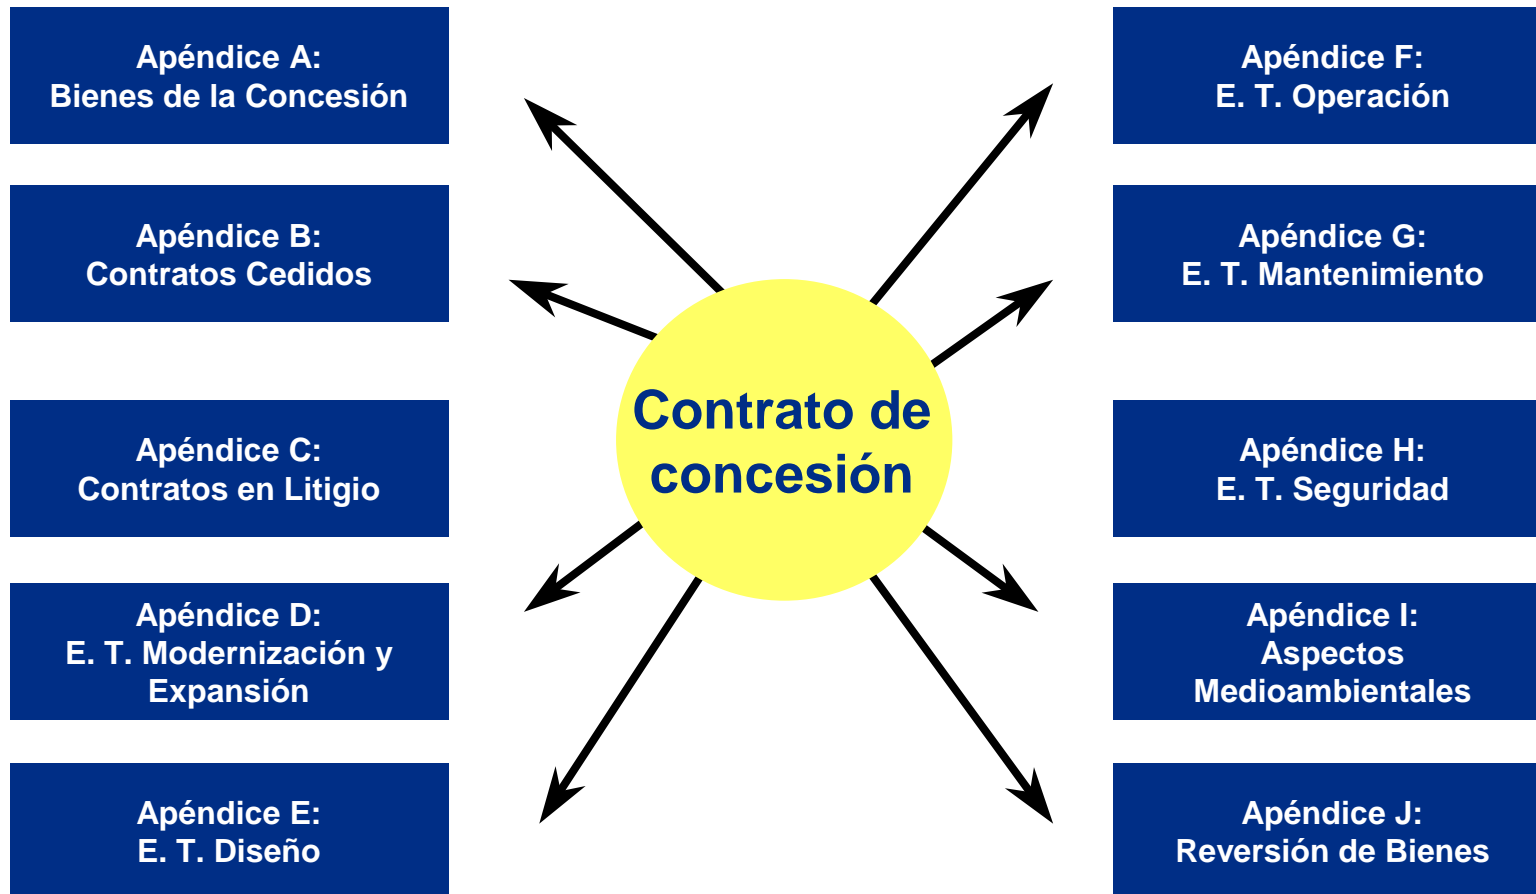 Apéndice A:
Bienes de la Concesión
Apéndice B:
Contratos Cedidos
Apéndice C:
Contratos en Litigio
Apéndice D:
E. T. Modernización y
Expansión
Apéndice E:
E. T. Diseño
Contrato de
concesión
Apéndice F:
E. T. Operación
Apéndice G:
E. T. Mantenimiento
Apéndice H:
E. T. Seguridad
Apéndice I:
Aspectos
Medioambientales
Apéndice J:
Reversión de Bienes